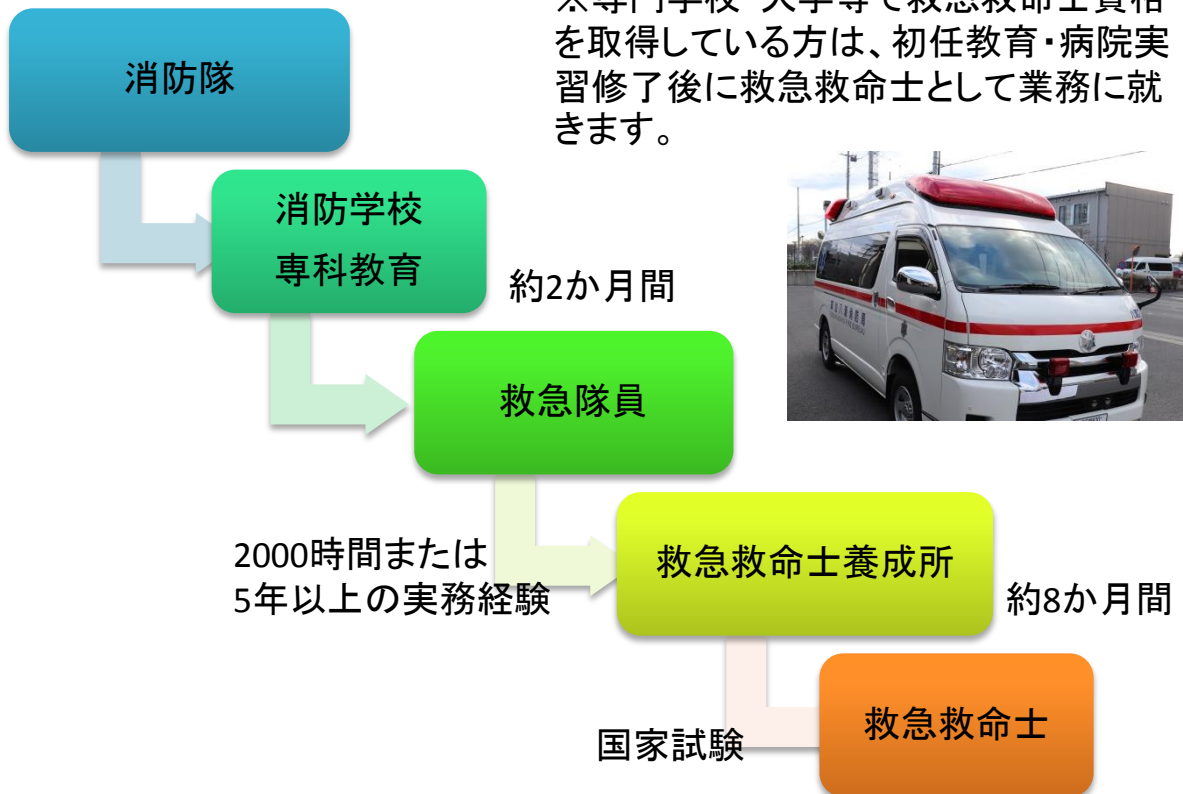 を取得している方は、初任教育・病院実
習修了後に救急救命士として業務に就
きます。
消防隊
消防学校
専科教育
約2か月間
救急隊員
2000時間または
5年以上の実務経験
救急救命士養成所
約8か月間
国家試験
救急救命士